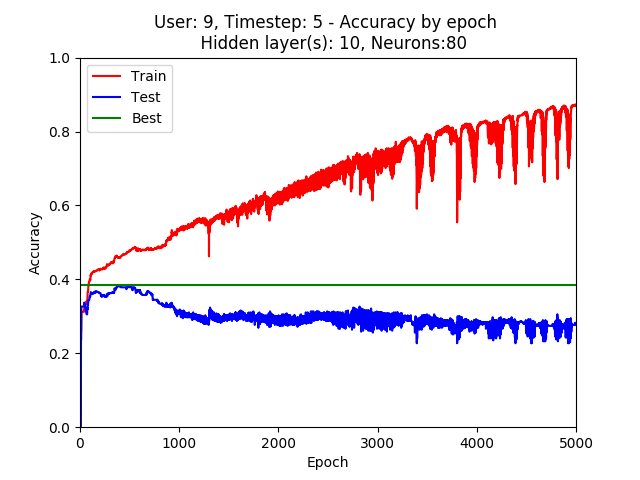 User: 9, Timestep: 5 - Accuracy by epoch
Hidden layer(s): 10, Neurons:80
1.0
0.8
0.6
0.4
0.2
0.0
Accuracy
Train
Test
Best
0 1000 2000 3000 4000 5000
Epoch